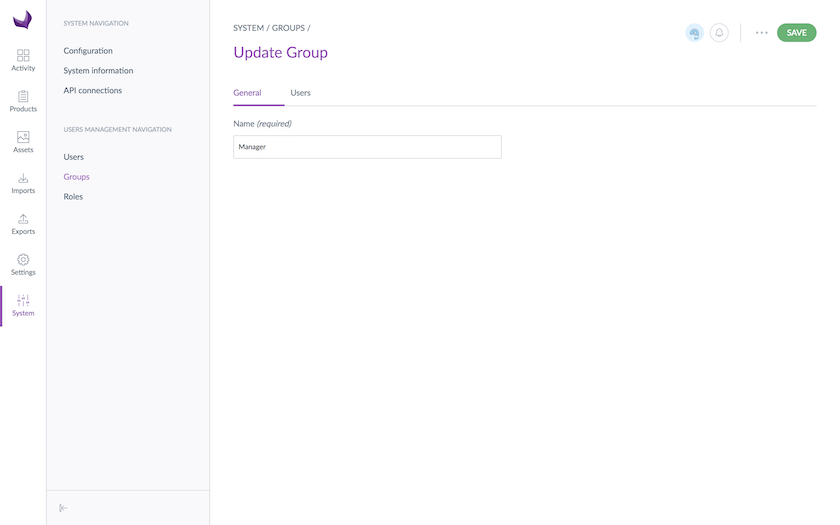 Activity
Products
Assets
Imports
Exports
Settings
System
SYSTEM NAVIGATION
Configuration
System information
API connections
USERS MANAGEMENT NAVIGATION
Users
Groups
Roles
SYSTEM / GROUPS /
Update Group
SAVE
General Users
Name (required)
Manager